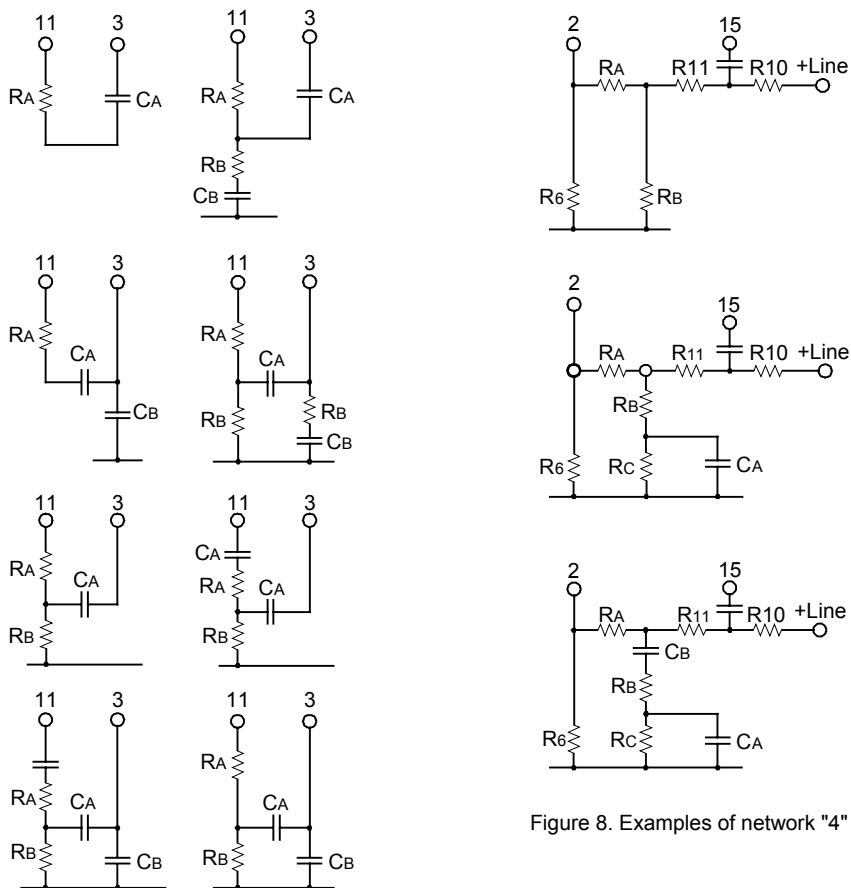 11 3
RA CA
11 3
RA CA
RB
CB
11 3
RA
CA
CB
11 3
RA
CA
RB RB
CB
11 3
RA
CA
RB
11 3
CA
RA CA
RB
11 3
RA CA
RB CB
11 3
RA
CA
RB CB
2 15
RA R11 R10 +Line
R6 RB
2
15
RA R11 R10 +Line
RB
R6 RC CA
2 15
RA R11 R10 +Line
CB
RB
R6 RC CA
Figure 8. Examples of network "4"